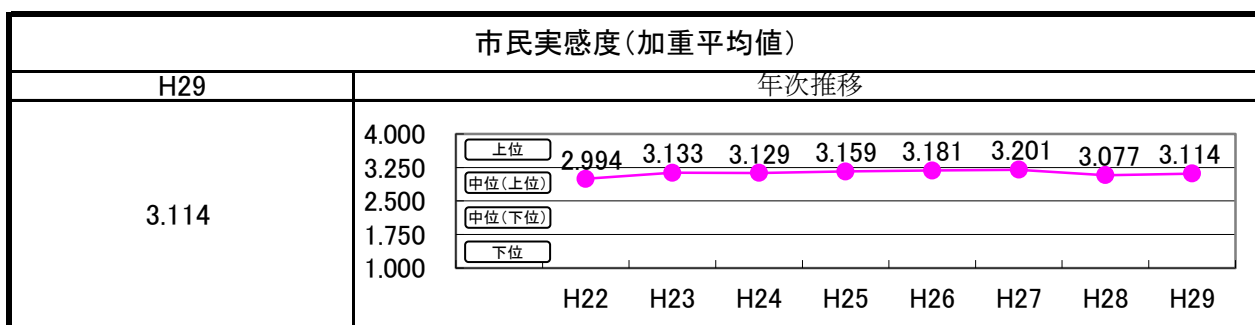 市民実感度(加重平均値)
H29 年次推移
3.114
4.000
3.250
2.500
1.750
1.000
上位
中位(上位)
中位(下位)
下位
2.994 3.133 3.129 3.159 3.181 3.201 3.077 3.114
H22 H23 H24 H25 H26 H27 H28 H29